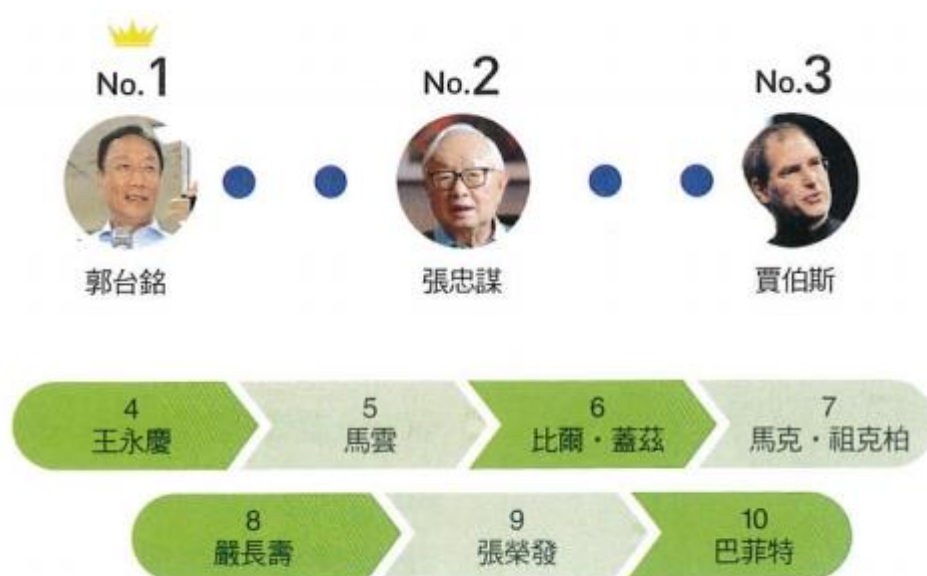 No.1
No.2
No.3
郭台銘
張忠謀
賈伯斯
4
王永慶
5
馬雲
6
比爾・蓋茲
7
馬克・祖克柏
8
嚴長壽
9
張榮發
10
巴菲特